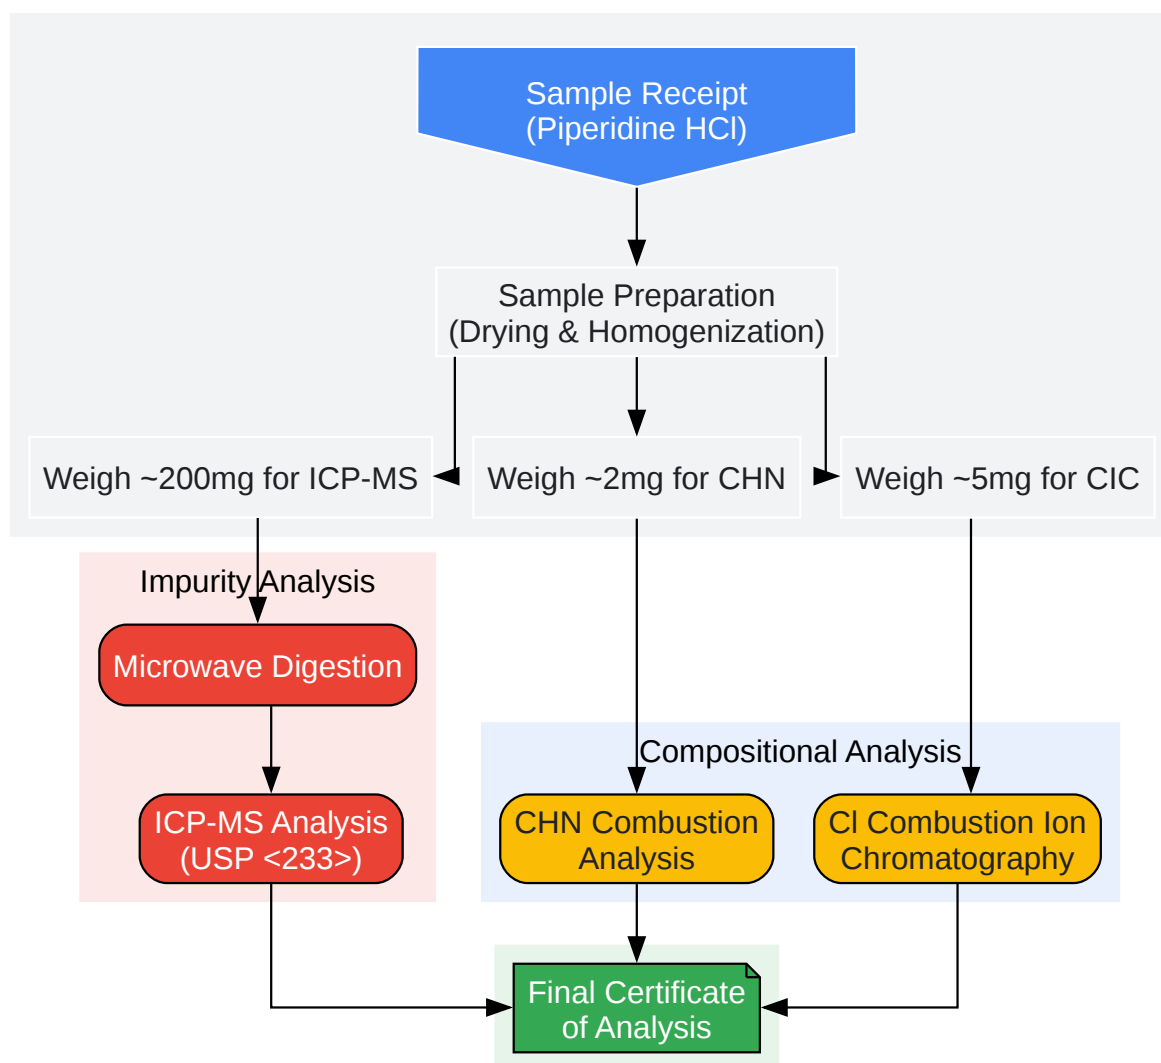 Sample Receipt
(Piperidine HCl)
Sample Preparation
(Drying & Homogenization)
Weigh ~200mg for ICP-MS
Weigh ~2mg for CHN
Weigh ~5mg for CIC
Impurity Analysis
Microwave Digestion
ICP-MS Analysis
(USP <233>)
Compositional Analysis
CHN Combustion
Analysis
Cl Combustion Ion
Chromatography
Final Certificate
of Analysis